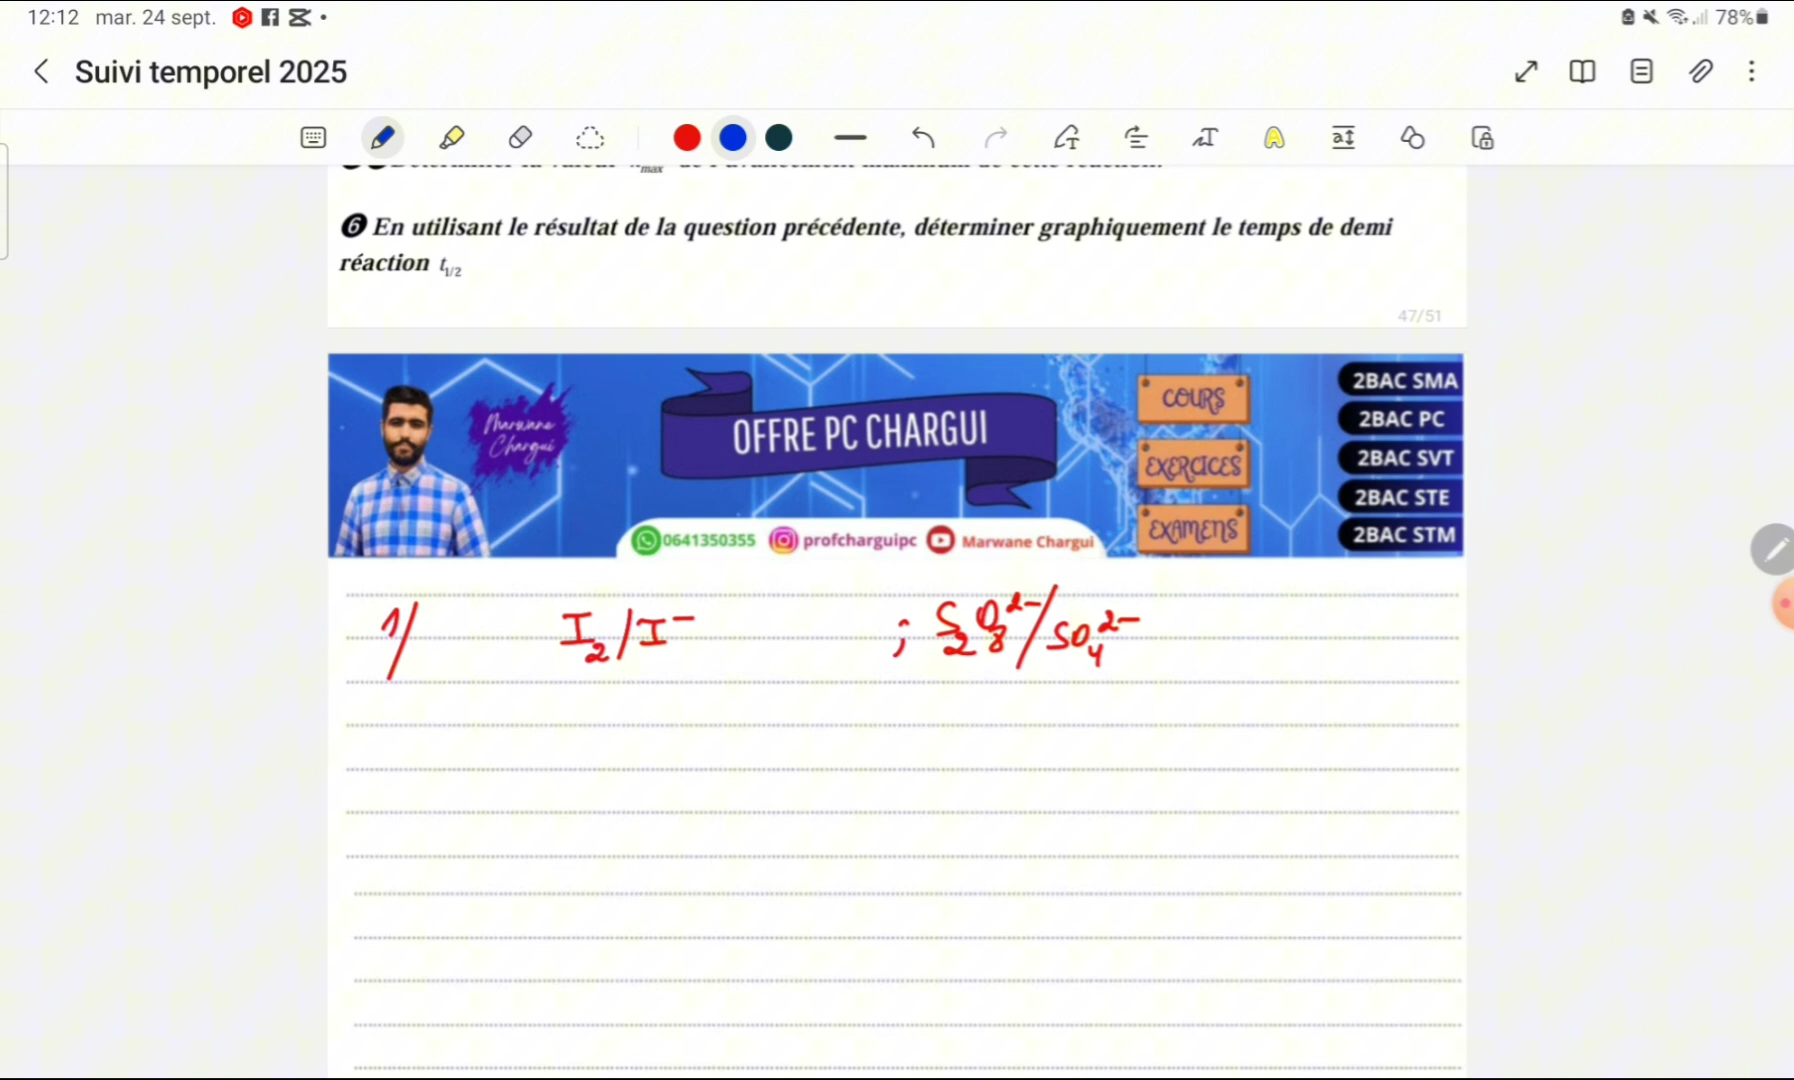 12:12 mar. 24 sept. 78%
Suivi temporel 2025
max
❻ En utilisant le résultat de la question précédente, déterminer graphiquement le temps de demi
réaction t1/2
47/51
Marwane
Chargui
OFFRE PC CHARGUI
COURS
EXERCICES
EXAMENS
2BAC SMA
2BAC PC
2BAC SVT
2BAC STE
2BAC STM
0641350355 profcharguipc Marwane Chargui
1/ I₂/I⁻ ; S₂O₈²⁻/SO₄²⁻